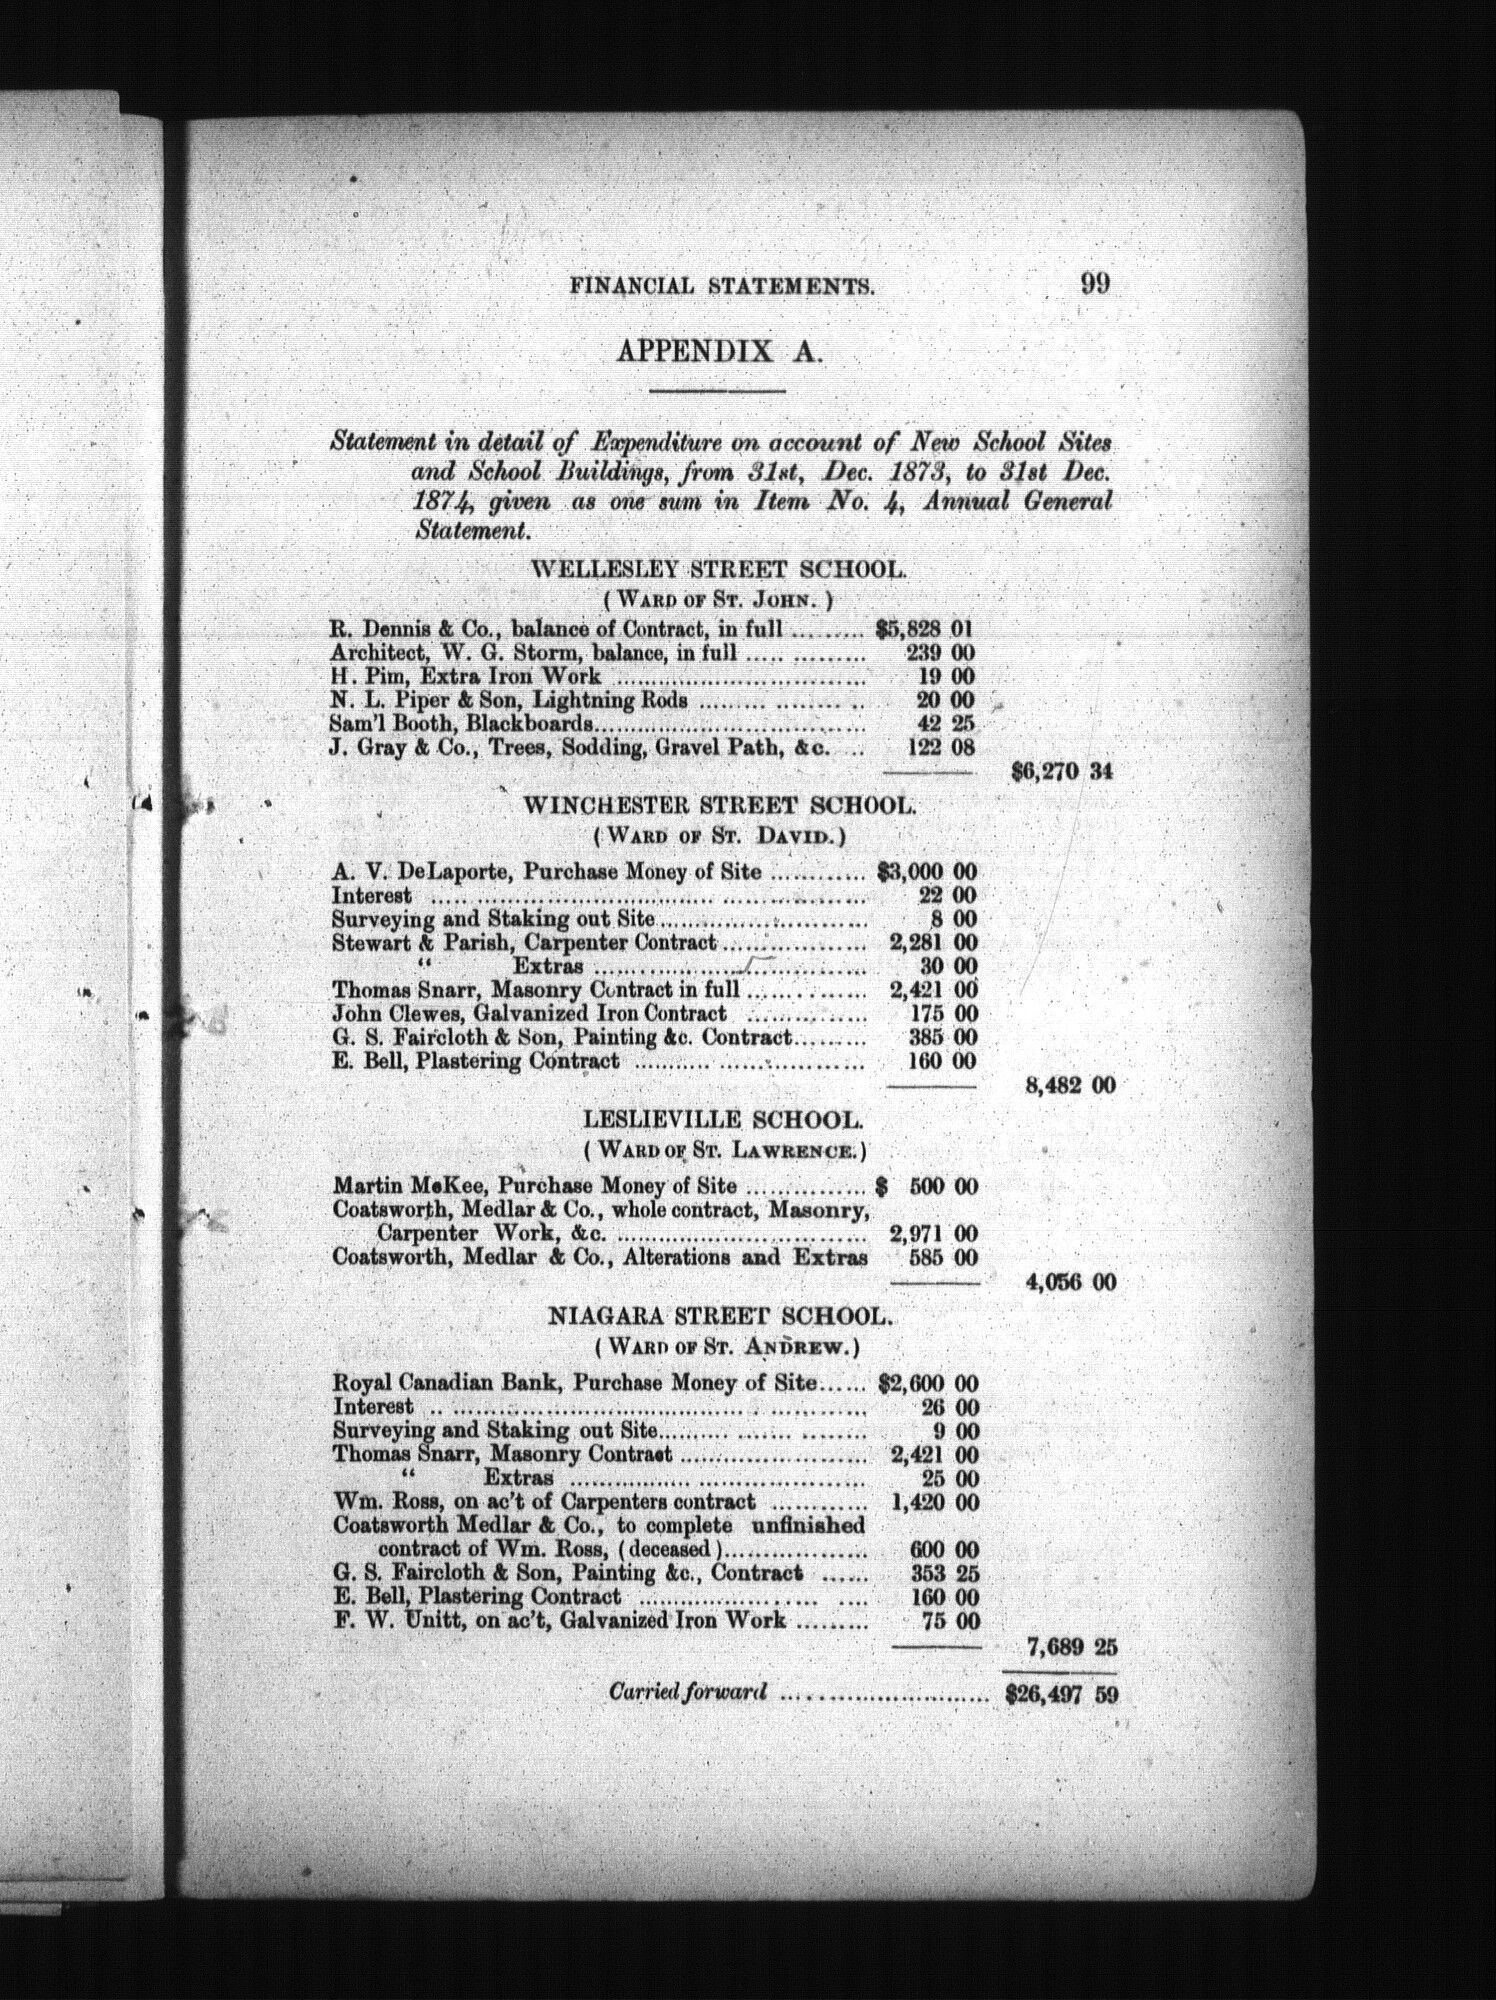 FINANCIAL STATEMENTS. 99
APPENDIX A.
Statement in detail of Expenditure on account of New School Sites
and School Buildings, from 31st, Dec. 1873, to 31st Dec.
1874, given as one sum in Item No. 4, Annual General
Statement.
WELLESLEY STREET SCHOOL.
(WARD OF ST. JOHN.)
R. Dennis & Co., balance of Contract, in full ......... $5,828 01
Architect, W. G. Storm, balance, in full ..... ......... 239 00
H. Pim, Extra Iron Work .............................. 19 00
N. L. Piper & Son, Lightning Rods ......... ......... .. 20 00
Sam'l Booth, Blackboards................................. 42 25
J. Gray & Co., Trees, Sodding, Gravel Path, &c. ... 122 08
$6,270 34
WINCHESTER STREET SCHOOL.
(WARD OF ST. DAVID.)
A. V. DeLaporte, Purchase Money of Site ............ $3,000 00
Interest ..... .................................. .................. 22 00
Surveying and Staking out Site.......................... 8 00
Stewart & Parish, Carpenter Contract .................. 2,281 00
“ Extras .................................. 30 00
Thomas Snarr, Masonry Contract in full ............... 2,421 00
John Clewes, Galvanized Iron Contract ............... 175 00
G. S. Faircloth & Son, Painting &c. Contract......... 385 00
E. Bell, Plastering Contract ........... .................. 160 00
8,482 00
LESLIEVILLE SCHOOL.
(WARD OF ST. LAWRENCE.)
Martin McKee, Purchase Money of Site ............... $ 500 00
Coatsworth, Medlar & Co., whole contract, Masonry,
Carpenter Work, &c. ............................... 2,971 00
Coatsworth, Medlar & Co., Alterations and Extras 585 00
4,056 00
NIAGARA STREET SCHOOL.
(WARD OF ST. ANDREW.)
Royal Canadian Bank, Purchase Money of Site...... $2,600 00
Interest .. ..................................... . ............ 26 00
Surveying and Staking out Site.......... ....... ......... 9 00
Thomas Snarr, Masonry Contract ....................... 2,421 00
“ Extras ................. ..................... 25 00
Wm. Ross, on ac't of Carpenters contract ............ 1,420 00
Coatsworth Medlar & Co., to complete unfinished
contract of Wm. Ross, (deceased).................. 600 00
G. S. Faircloth & Son, Painting &c., Contract ...... 353 25
E. Bell, Plastering Contract ....................... .... 160 00
F. W. Unitt, on ac't, Galvanized Iron Work ......... 75 00
7,689 25
Carried forward .......................... $26,497 59